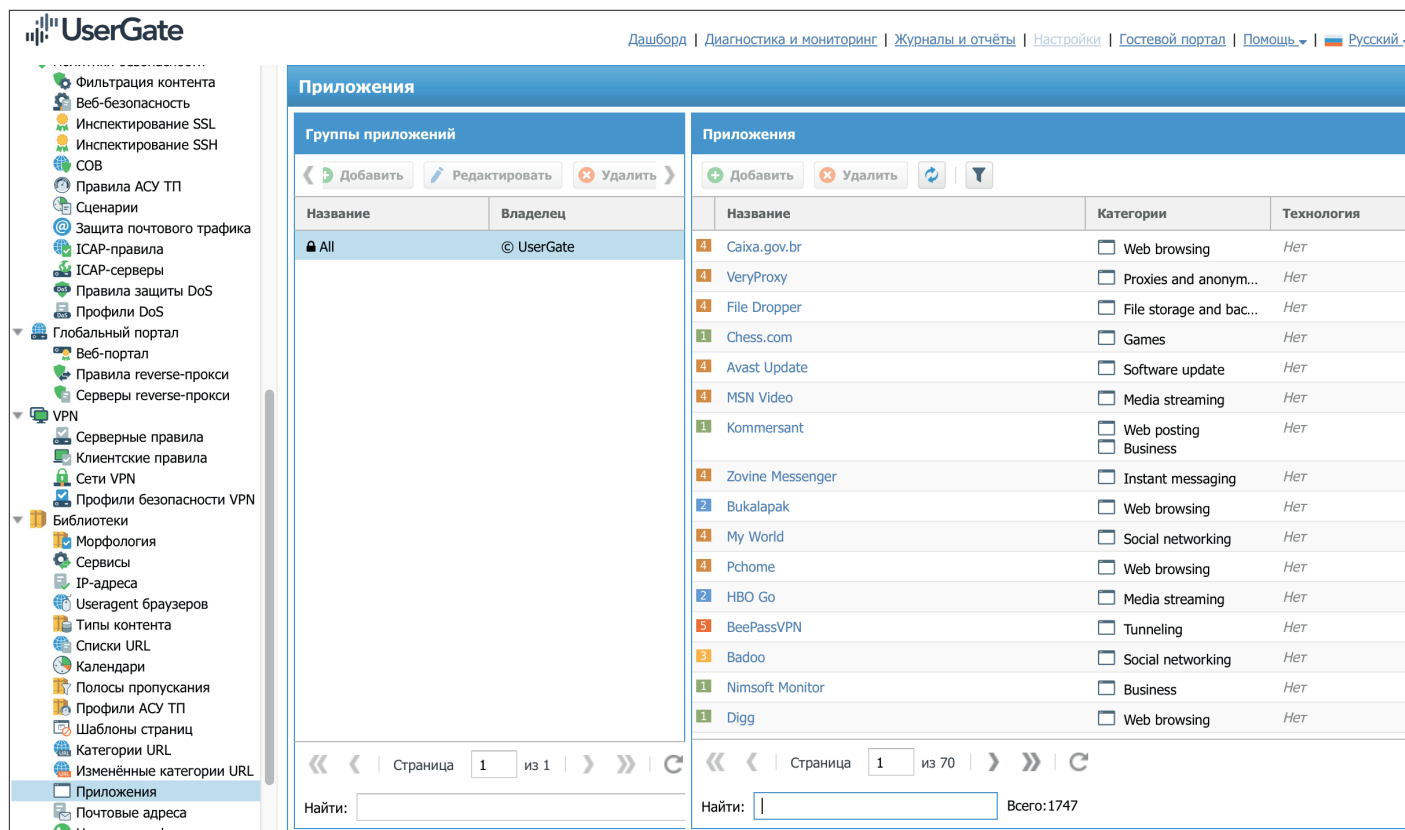 UserGate
Дашборд | Диагностика и мониторинг | Журналы и отчёты | Настройки | Гостевой портал | Помощь | Русский
Фильтрация контента
Веб-безопасность
Инспектирование SSL
Инспектирование SSH
СОВ
Правила АСУ ТП
Сценарии
Защита почтового трафика
ICAP-правила
ICAP-серверы
Правила защиты DoS
Профили DoS
Глобальный портал
Веб-портал
Правила reverse-прокси
Серверы reverse-прокси
VPN
Серверные правила
Клиентские правила
Сети VPN
Профили безопасности VPN
Библиотеки
Морфология
Сервисы
IP-адреса
Useragent браузеров
Типы контента
Списки URL
Календари
Полосы пропускания
Профили АСУ ТП
Шаблоны страниц
Категории URL
Изменённые категории URL
Приложения
Почтовые адреса
Приложения
Группы приложений
Добавить Редактировать Удалить
Название Владелец
All © UserGate
Страница 1 из 1
Найти:
Приложения
Добавить Удалить
Название Категории Технология
4 Caixa.gov.br Web browsing Нет
4 VeryProxy Proxies and anonym... Нет
4 File Dropper File storage and bac... Нет
1 Chess.com Games Нет
4 Avast Update Software update Нет
4 MSN Video Media streaming Нет
1 Kommersant Web posting Нет
Business
4 Zovine Messenger Instant messaging Нет
2 Bukalapak Web browsing Нет
4 My World Social networking Нет
4 Pchome Web browsing Нет
2 HBO Go Media streaming Нет
5 BeePassVPN Tunneling Нет
3 Badoo Social networking Нет
1 Nimsoft Monitor Business Нет
1 Digg Web browsing Нет
Страница 1 из 70
Найти: Всего:1747